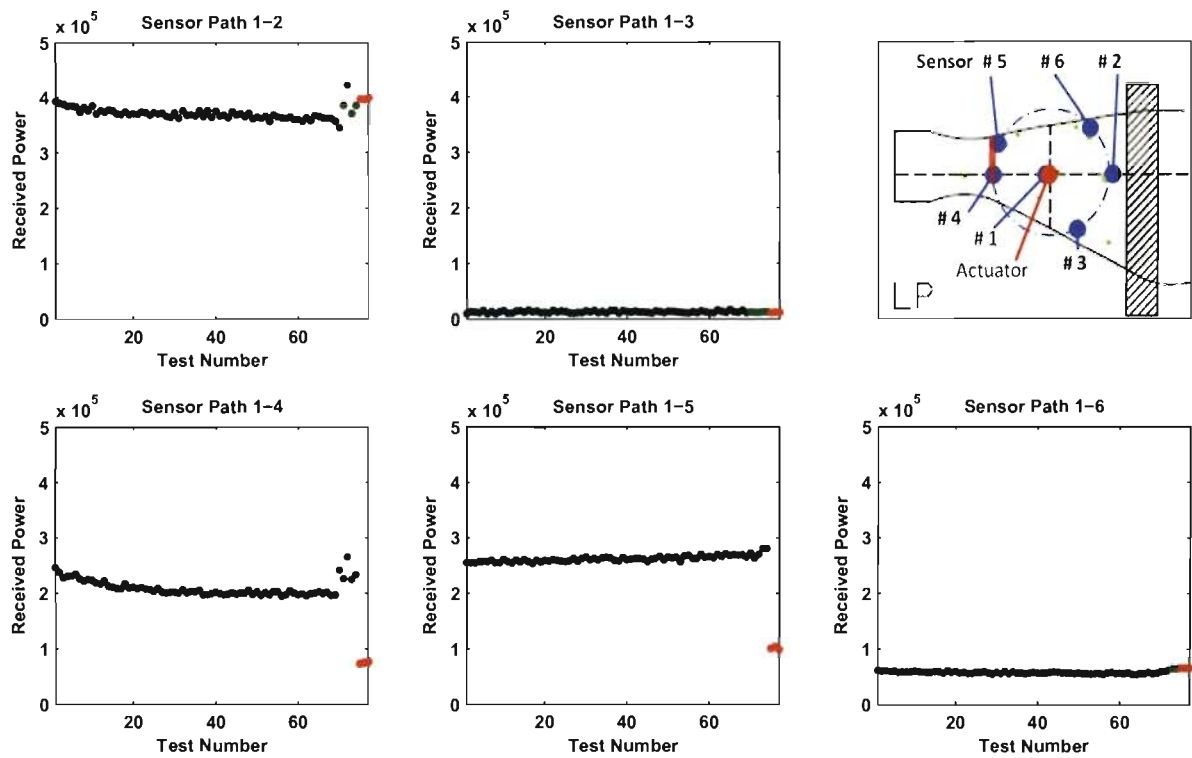 Sensor Path 1−2
x 10^5
Received Power
5
4
3
2
1
0
20 40 60
Test Number
Sensor Path 1−3
x 10^5
Received Power
5
4
3
2
1
0
20 40 60
Test Number
Sensor #5 #6 #2
#4
#1
#3
Actuator
LP
Sensor Path 1−4
x 10^5
Received Power
5
4
3
2
1
0
20 40 60
Test Number
Sensor Path 1−5
x 10^5
Received Power
5
4
3
2
1
0
20 40 60
Test Number
Sensor Path 1−6
x 10^5
Received Power
5
4
3
2
1
0
20 40 60
Test Number